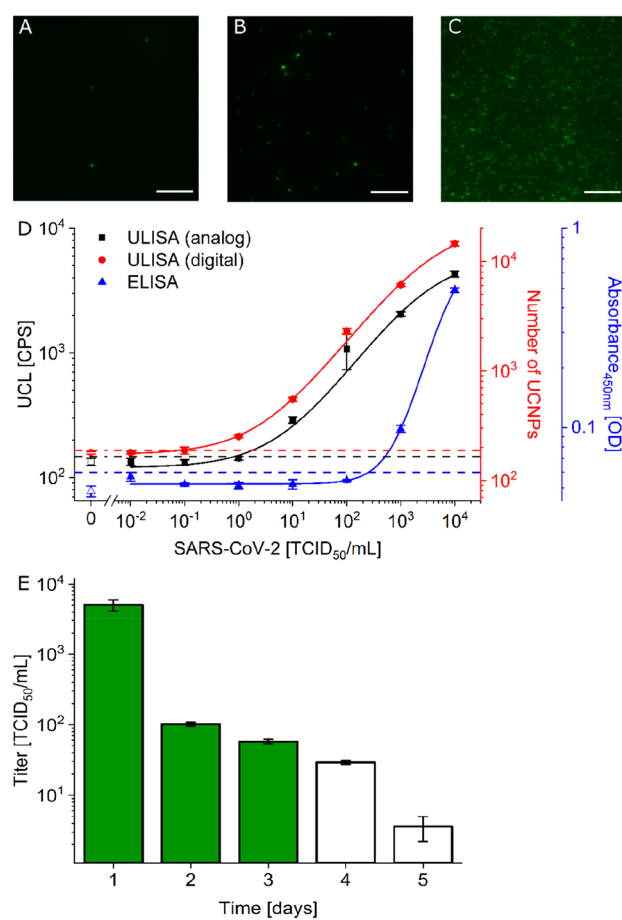 A
B
C
D
ULISA (analog)
ULISA (digital)
ELISA
10⁴
10³
10²
UCL [CPS]
10⁴
10³
10²
Number of UCNPs
1
0.1
Absorbance₄₅₀ₙₘ [OD]
0 10⁻² 10⁻¹ 10⁰ 10¹ 10² 10³ 10⁴
SARS-CoV-2 [TCID₅₀/mL]
E
10⁴
10³
10²
10¹
Titer [TCID₅₀/mL]
1 2 3 4 5
Time [days]